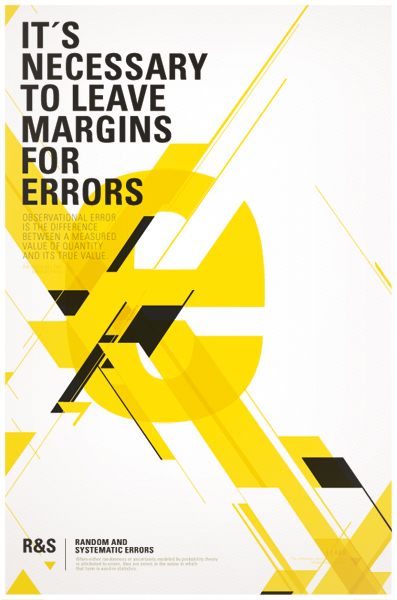 IT´S
NECESSARY
TO LEAVE
MARGINS
FOR
ERRORS
OBSERVATIONAL ERROR
IS THE DIFFERENCE
BETWEEN A MEASURED
VALUE OF QUANTITY
AND ITS TRUE VALUE.
e
R&S
RANDOM AND
SYSTEMATIC ERRORS